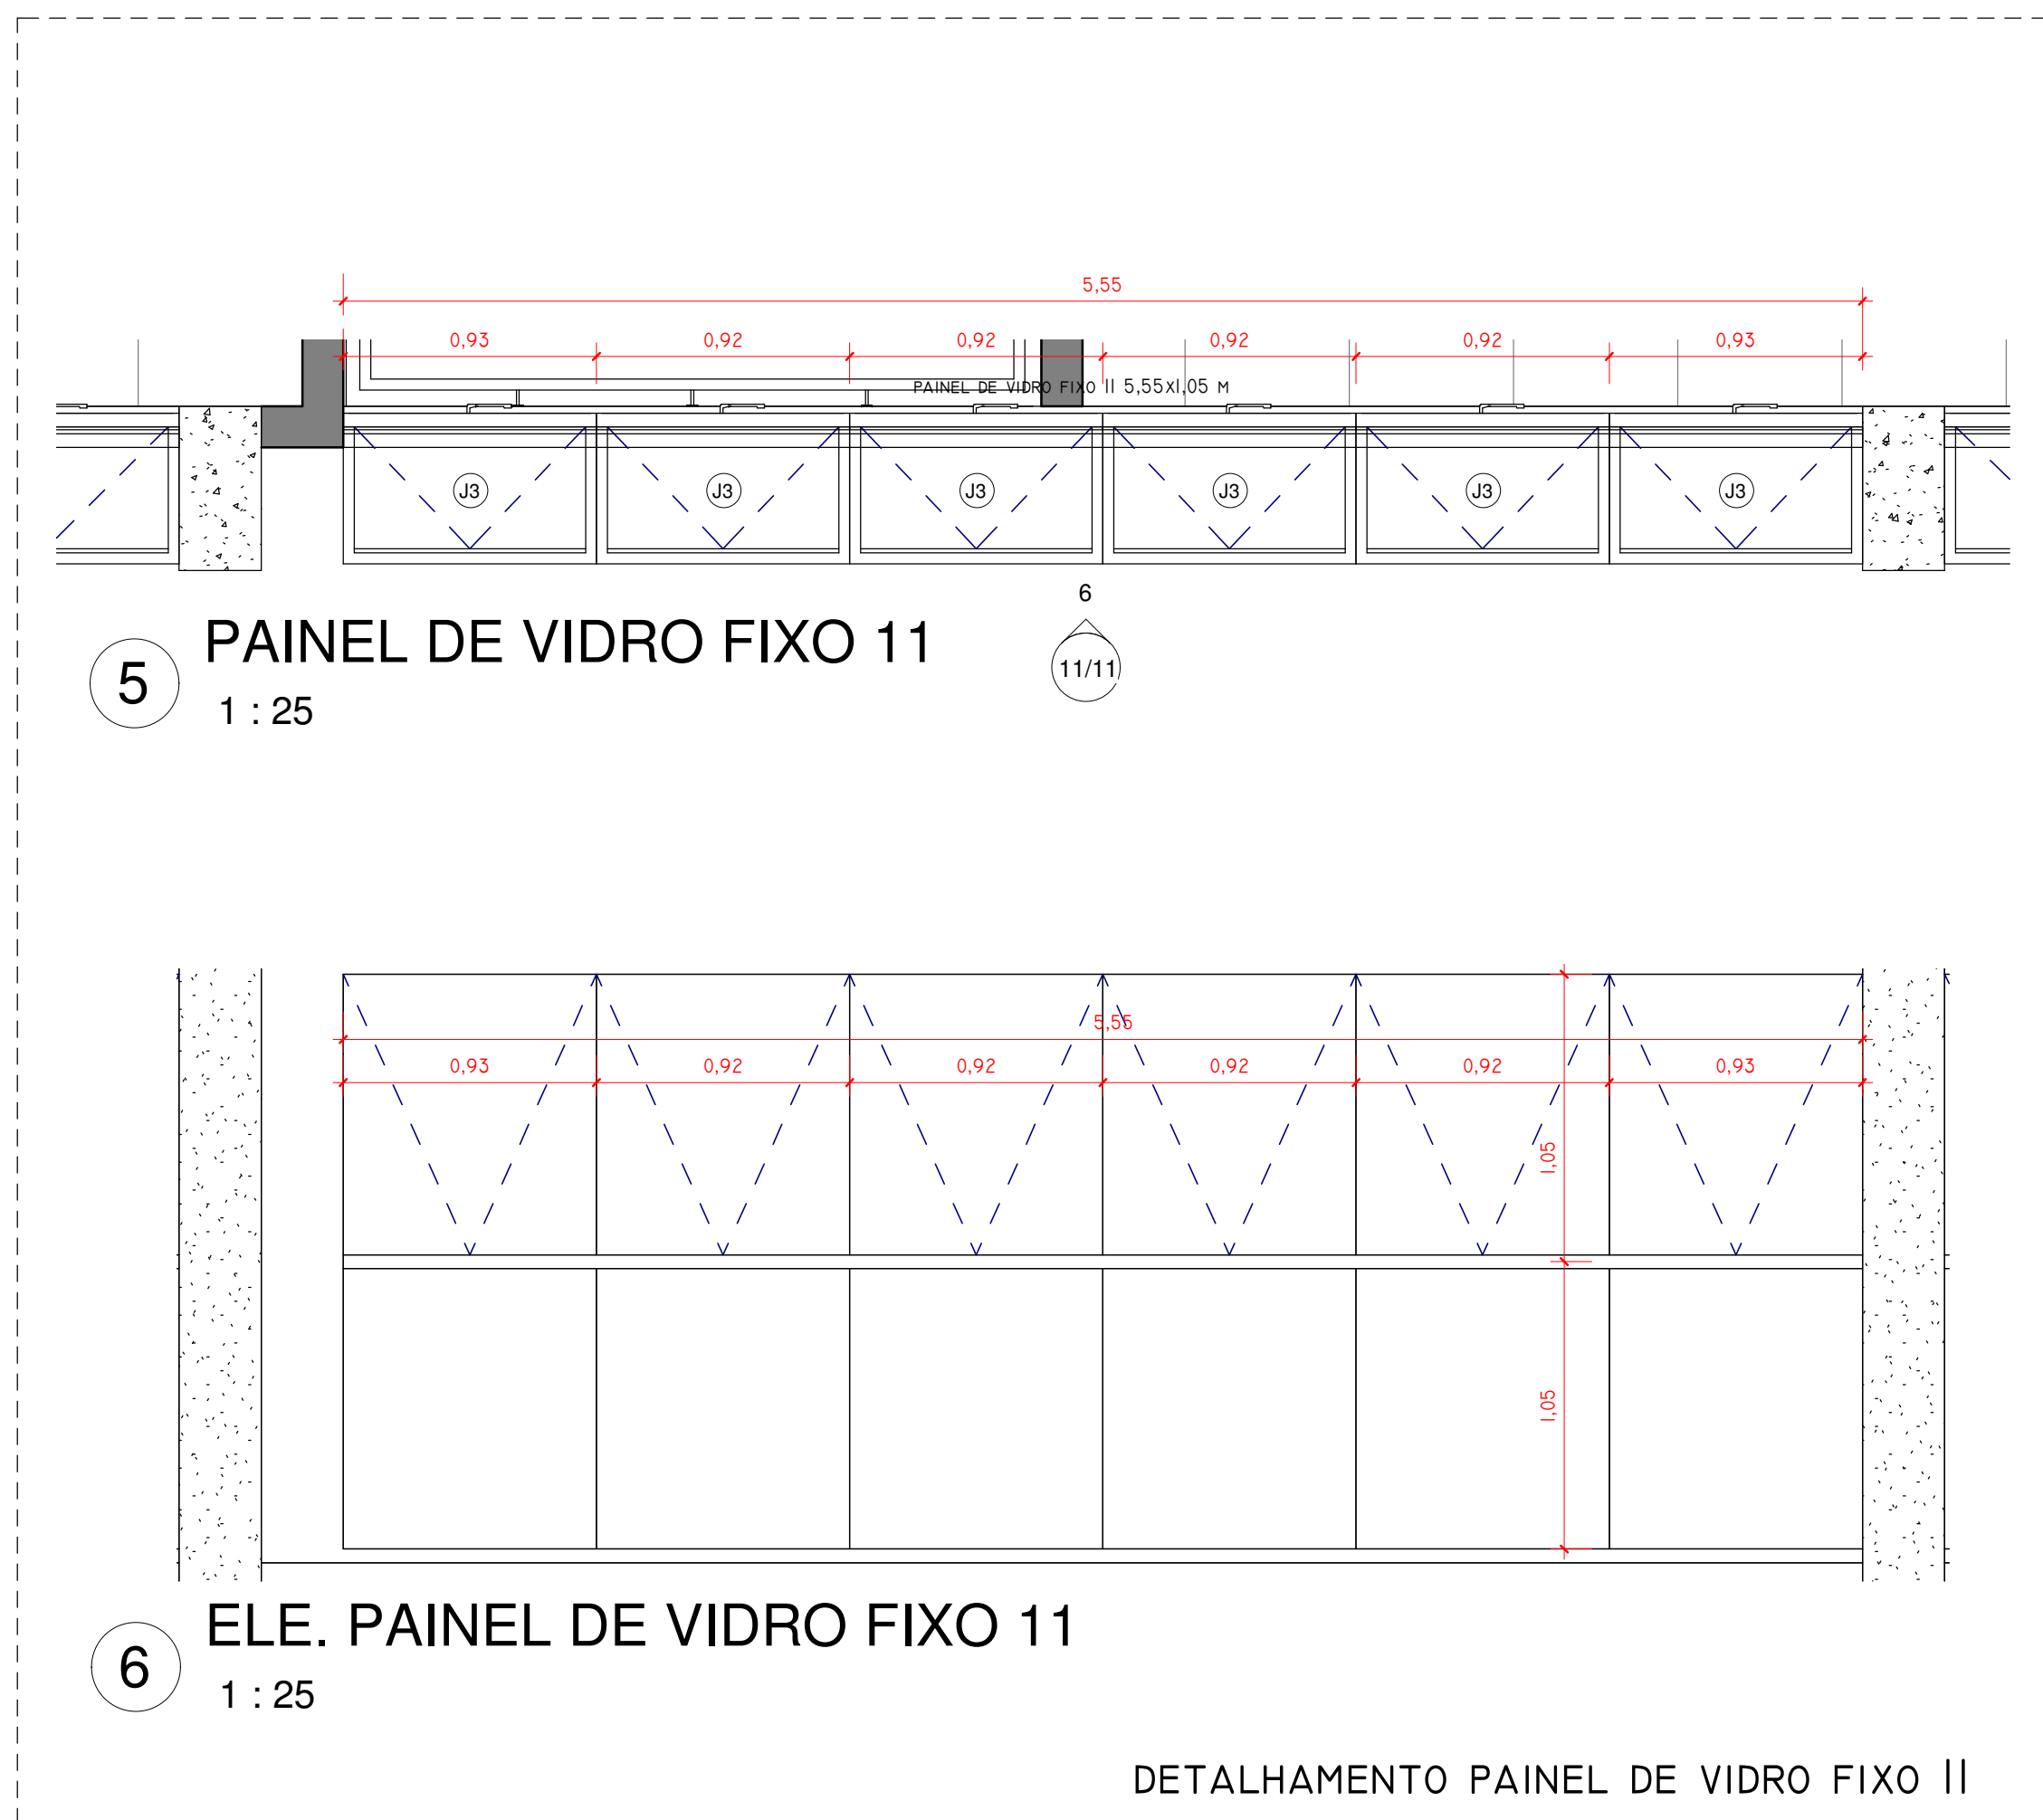 5,55
0,93 0,92 0,92 0,92 0,92 0,93
PAINEL DE VIDRO FIXO 11 5,55x1,05 M
J3 J3 J3 J3 J3 J3
6
11/11
5 PAINEL DE VIDRO FIXO 11
1 : 25
5,55
0,93 0,92 0,92 0,92 0,92 0,93
1,05
1,05
6 ELE. PAINEL DE VIDRO FIXO 11
1 : 25
DETALHAMENTO PAINEL DE VIDRO FIXO 11